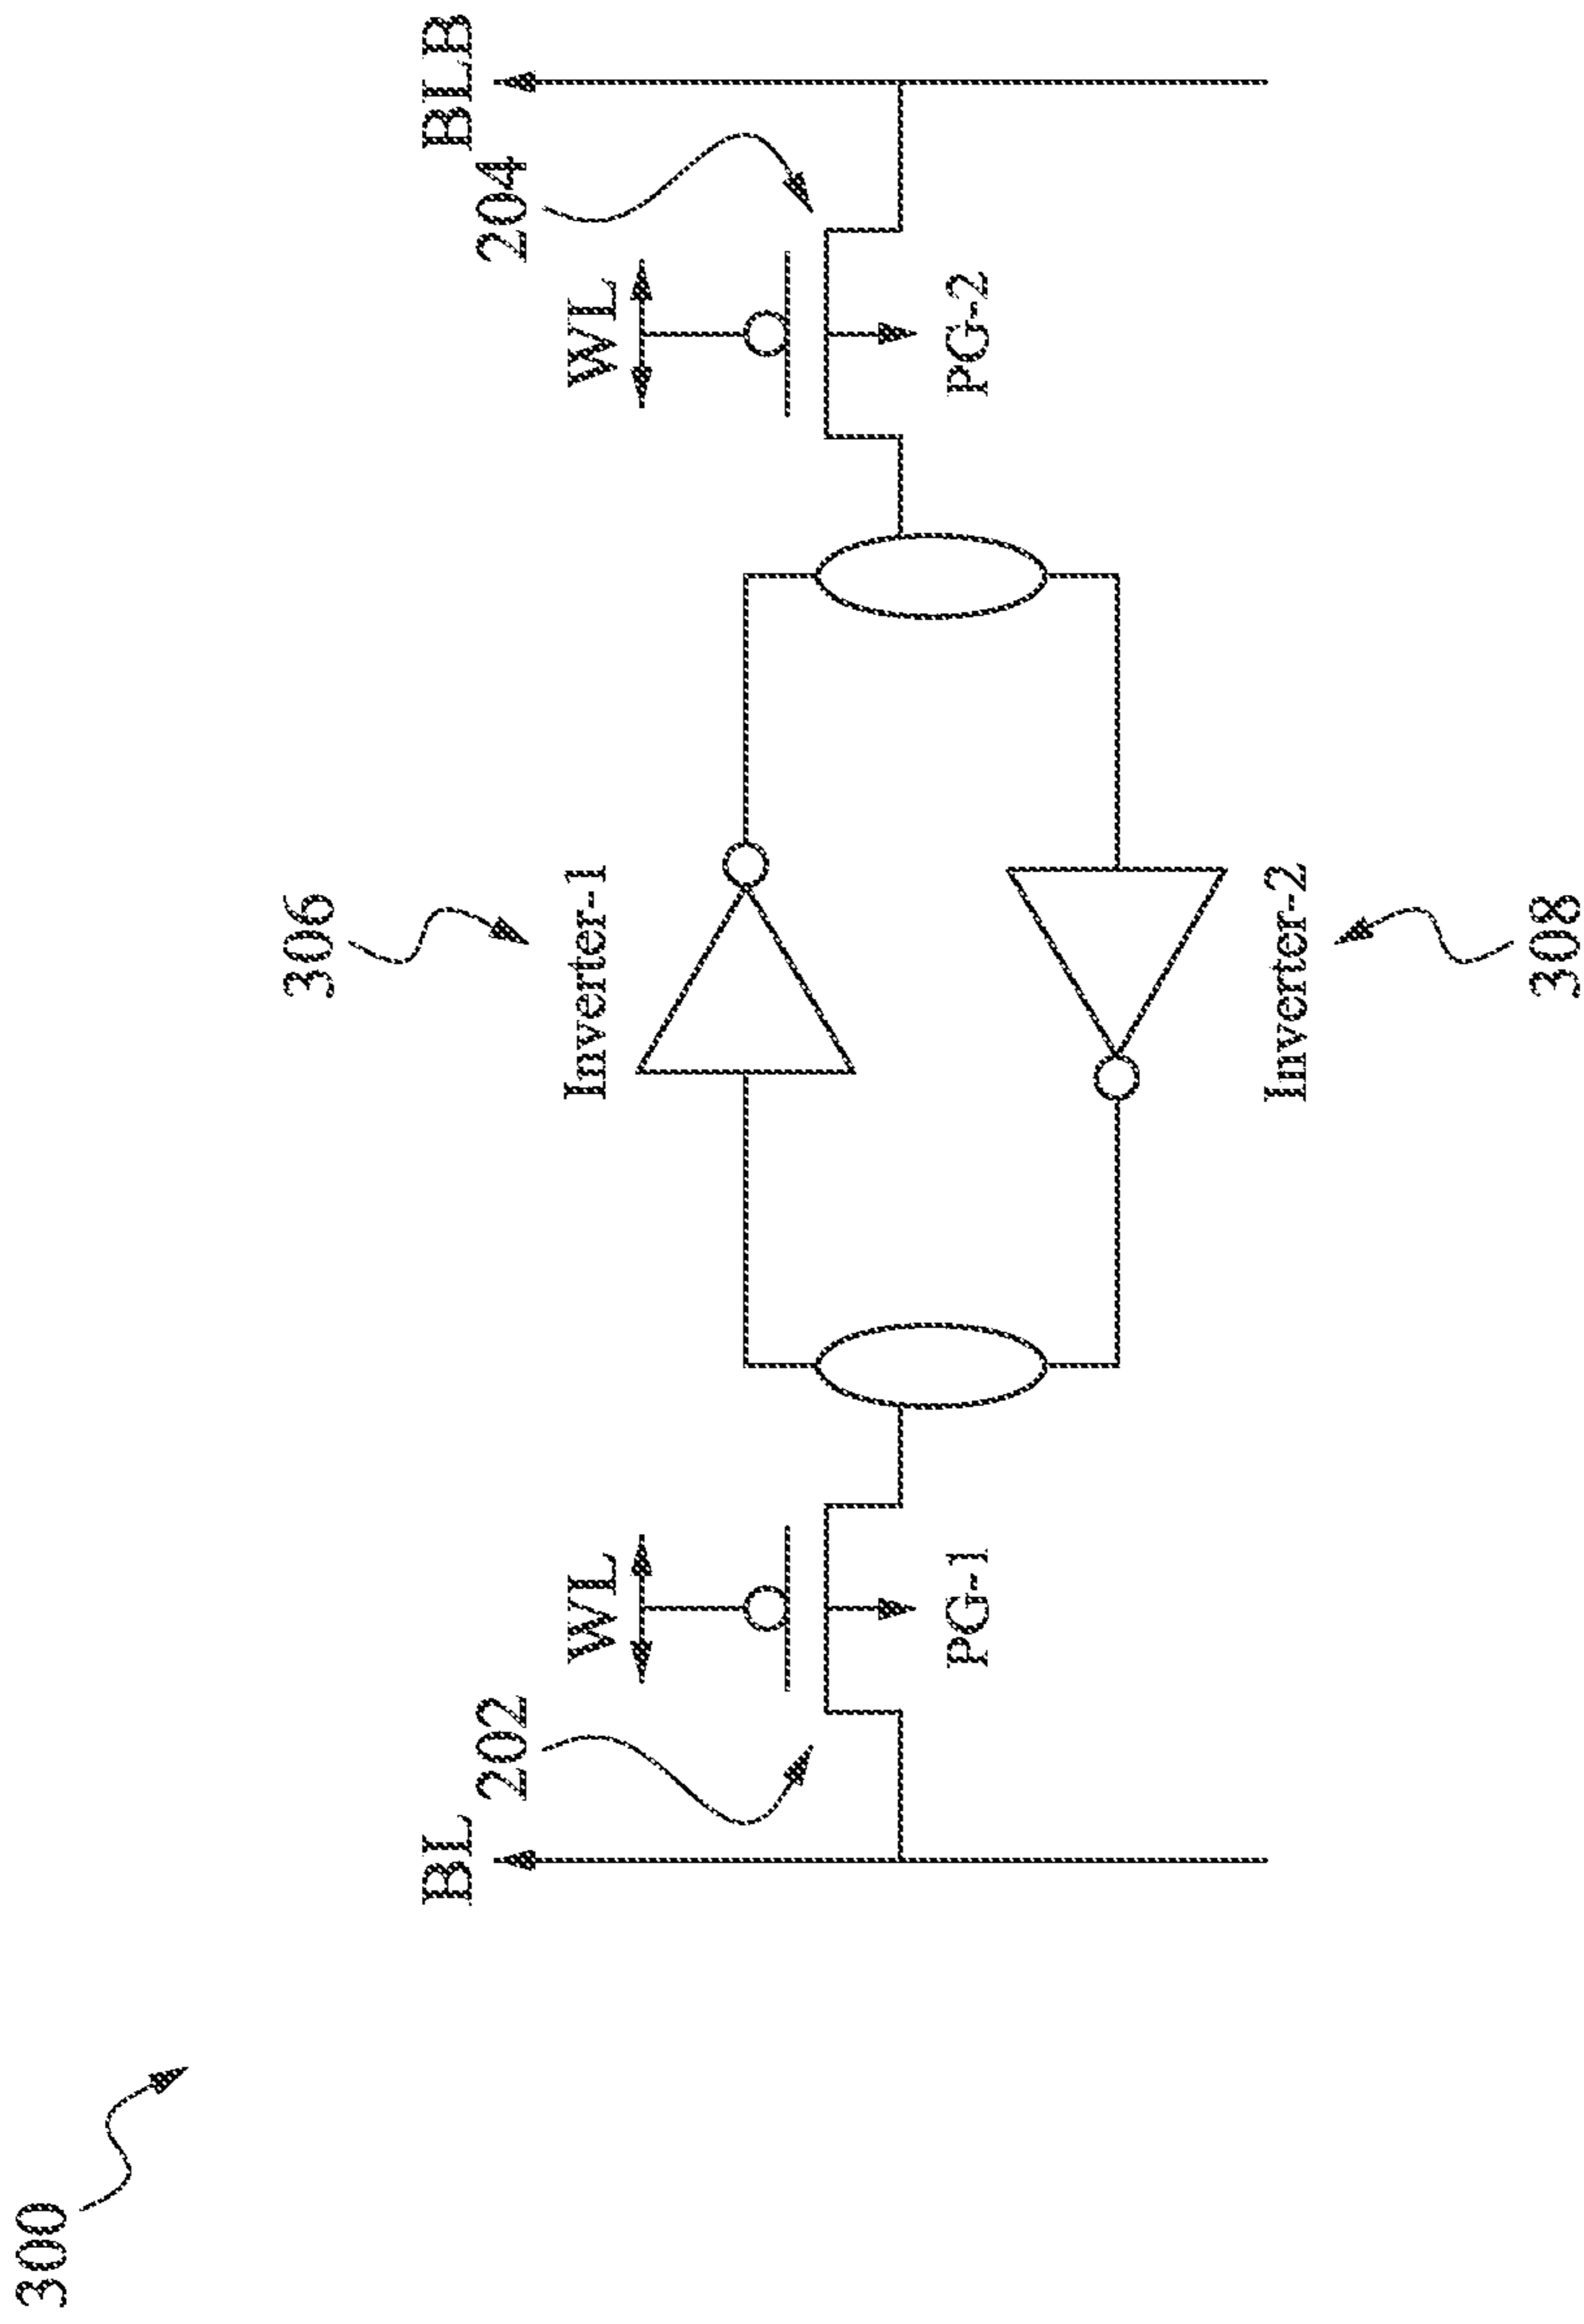 300
BL
BLB
202
204
WL
WL
PG-1
PG-2
306
Inverter-1
Inverter-2
308